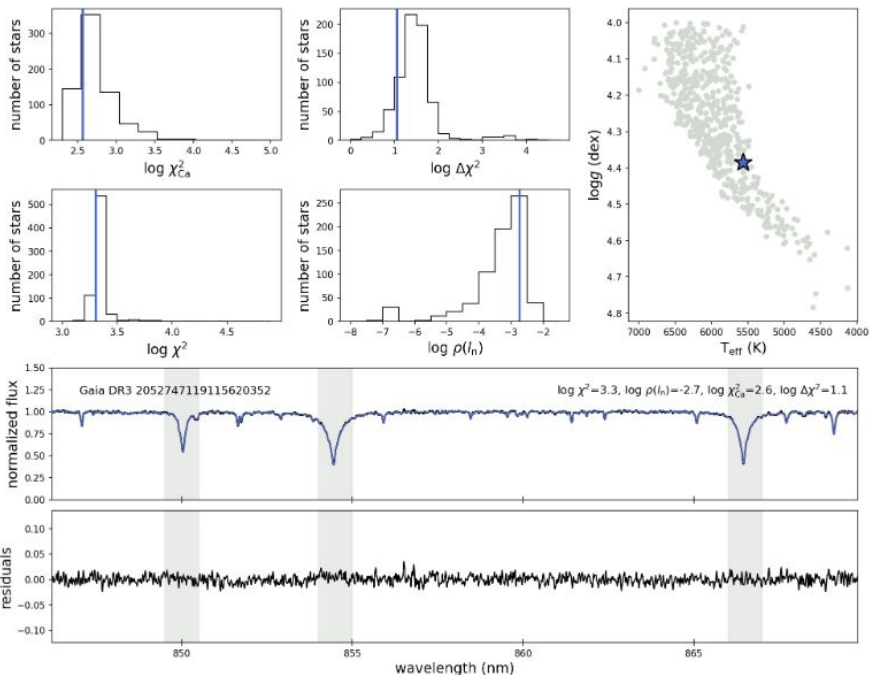 number of stars
300
200
100
0
2.5 3.0 3.5 4.0 4.5 5.0
log χ²Ca
number of stars
200
150
100
50
0
0 1 2 3 4
log Δχ²
number of stars
500
400
300
200
100
0
3.0 3.5 4.0 4.5
log χ²
number of stars
250
200
150
100
50
0
−8 −7 −6 −5 −4 −3 −2
log ρ(lₙ)
logg (dex)
4.0
4.1
4.2
4.3
4.4
4.5
4.6
4.7
4.8
7000 6500 6000 5500 5000 4500 4000
Teff (K)
normalized flux
1.50
1.25
1.00
0.75
0.50
0.25
0.00
Gaia DR3 2052747119115620352
log χ²=3.3, log ρ(lₙ)=-2.7, log χ²Ca=2.6, log Δχ²=1.1
residuals
0.10
0.05
0.00
−0.05
−0.10
850 855 860 865
wavelength (nm)